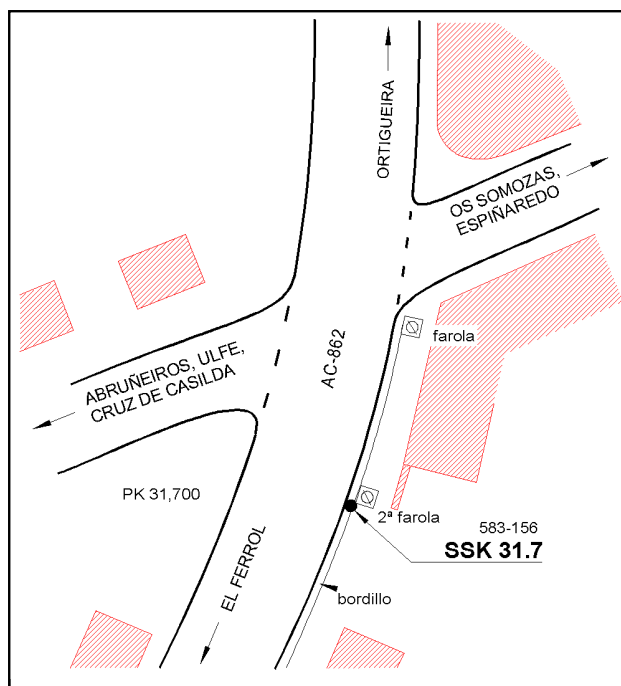 ORTIGUEIRA
OS SOMOZAS,
ESPIÑAREDO
farola
AC-862
ABRUÑEIROS, ULFE,
CRUZ DE CASILDA
PK 31,700
2ª farola
583-156
SSK 31.7
EL FERROL
bordillo